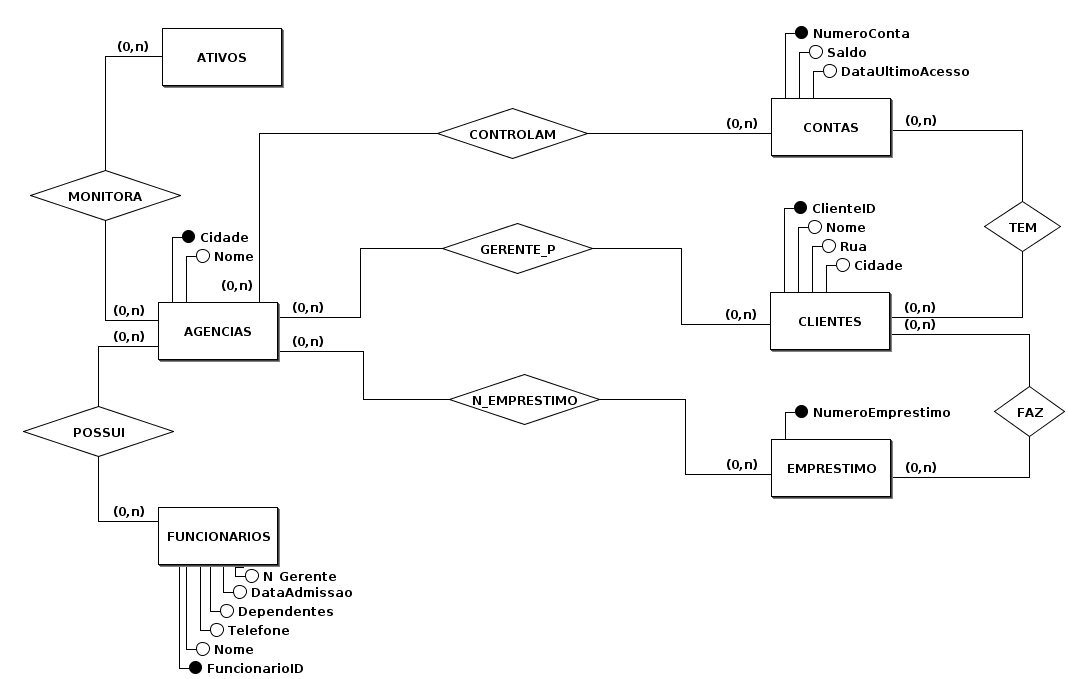 NumeroConta
Saldo
DataUltimoAcesso
(0,n)
ATIVOS
CONTROLAM
(0,n)
CONTAS
(0,n)
MONITORA
ClienteID
Nome
Rua
Cidade
TEM
Cidade
Nome
(0,n)
GERENTE_P
(0,n)
AGENCIAS
(0,n)
(0,n)
(0,n)
(0,n)
CLIENTES
(0,n)
(0,n)
N_EMPRESTIMO
POSSUI
NumeroEmprestimo
FAZ
(0,n)
EMPRESTIMO
(0,n)
(0,n)
FUNCIONARIOS
N_Gerente
DataAdmissao
Dependentes
Telefone
Nome
FuncionarioID